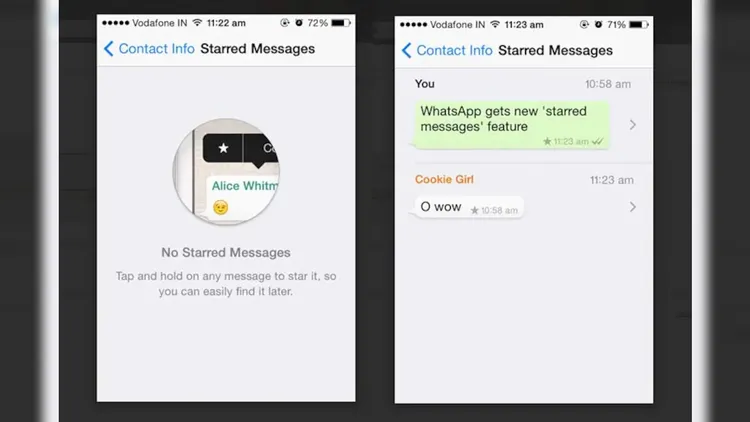 Vodafone IN 11:22 am 72%
Contact Info Starred Messages
Alice Whitm
No Starred Messages
Tap and hold on any message to star it, so
you can easily find it later.
Vodafone IN 11:23 am 71%
Contact Info Starred Messages
You 10:58 am
WhatsApp gets new 'starred
messages' feature
11:23 am
Cookie Girl 11:23 am
O wow 10:58 am